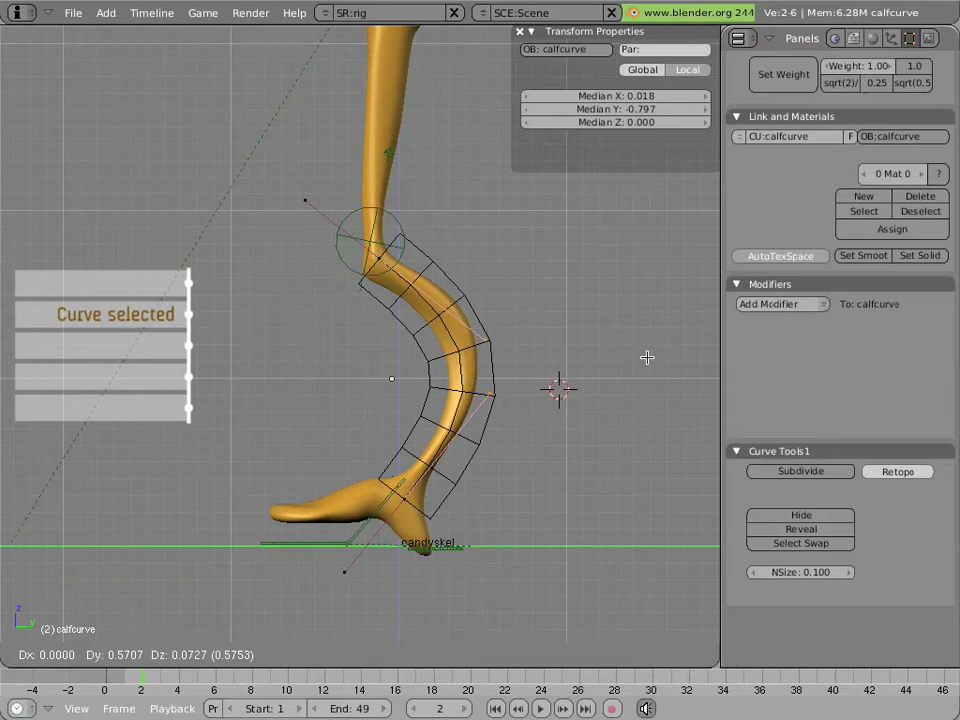 File Add Timeline Game Render Help SR:rig SCE:Scene www.blender.org 244 Ve:2-6 | Mem:6.28M calfcurve
Transform Properties
OB: calfcurve Par:
Global Local
Median X: 0.018
Median Y: -0.797
Median Z: 0.000
Panels
Set Weight Weight: 1.00 1.0
sqrt(2)/ 0.25 sqrt(0.5
Link and Materials
CU:calfcurve F OB:calfcurve
0 Mat 0 ?
New Delete
Select Deselect
Assign
AutoTexSpace Set Smoot Set Solid
Modifiers
Add Modifier To: calfcurve
Curve Tools1
Subdivide Retopo
Hide
Reveal
Select Swap
NSize: 0.100
Curve selected
candyskel
z
y
(2) calfcurve
Dx: 0.0000 Dy: 0.5707 Dz: 0.0727 (0.5753)
−4 −2 0 2 4 6 8 10 12 14 16 18 20 22 24 26 28 30 32 34 36 38 40 42 44 46
View Frame Playback Pr Start: 1 End: 49 2